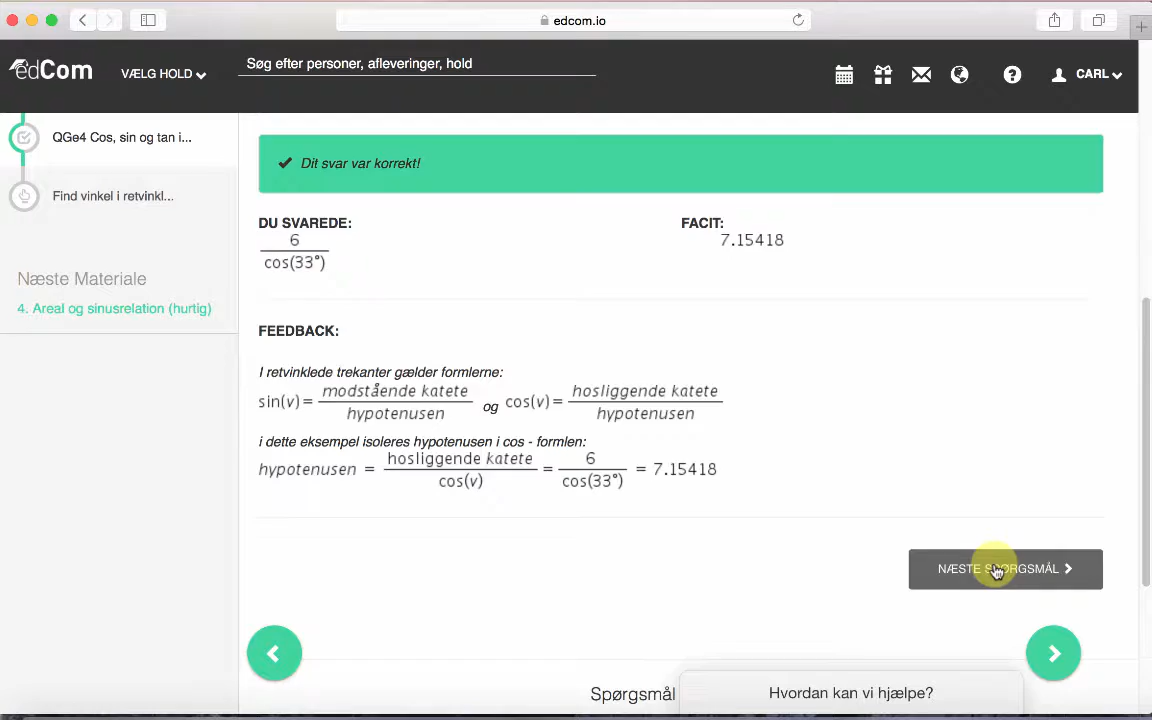 edcom.io
edCom
VÆLG HOLD
Søg efter personer, afleveringer, hold
CARL
QGe4 Cos, sin og tan i...
Find vinkel i retvinkl...
Næste Materiale
4. Areal og sinusrelation (hurtig)
Dit svar var korrekt!
DU SVAREDE:
6
cos(33°)
FACIT:
7.15418
FEEDBACK:
I retvinklede trekanter gælder formlerne:
sin(v) = modstående katete / hypotenusen og cos(v) = hosliggende katete / hypotenusen
i dette eksempel isoleres hypotenusen i cos - formlen:
hypotenusen = hosliggende katete / cos(v) = 6 / cos(33°) = 7.15418
NÆSTE SPØRGSMÅL
Spørgsmål
Hvordan kan vi hjælpe?